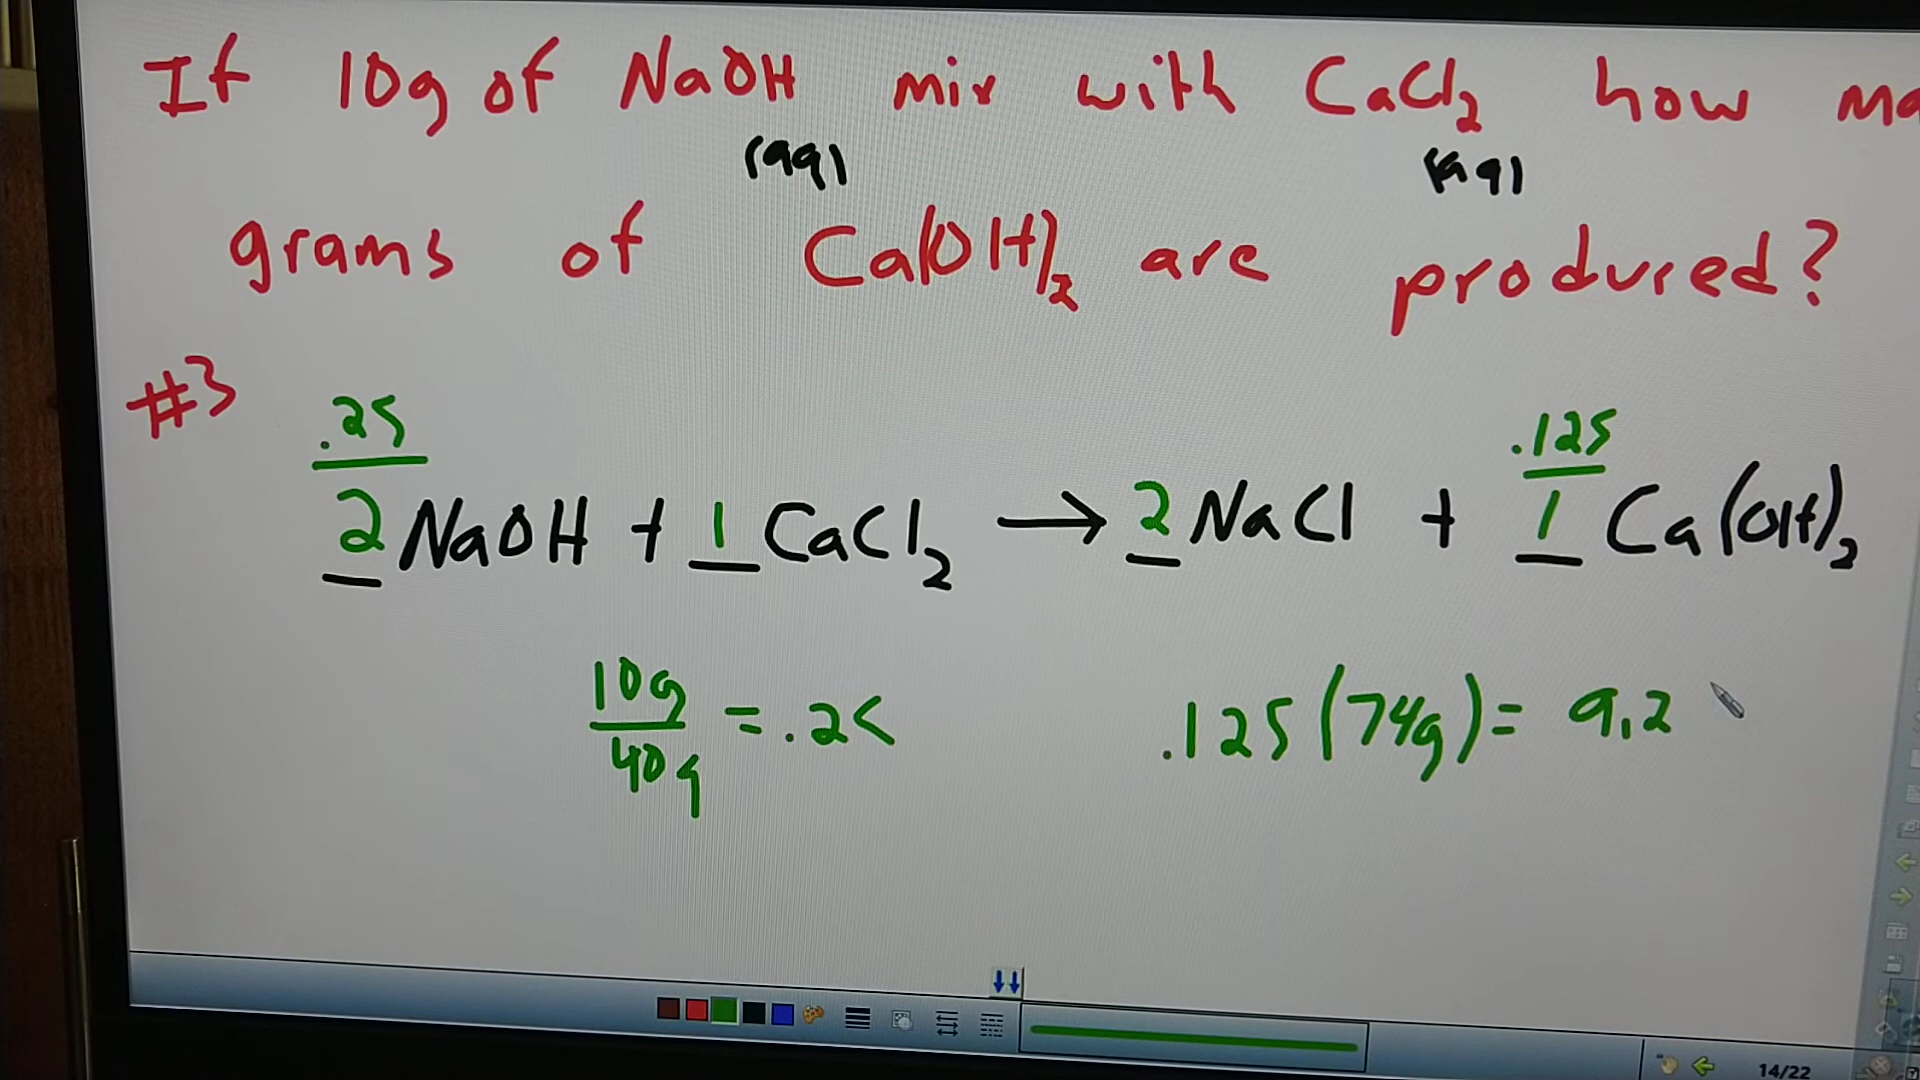 If 10g of NaOH mix with CaCl2 how ma
(aq) (aq)
grams of Ca(OH)2 are produced?
#3
.25 .125
2 NaOH + 1 CaCl2 → 2 NaCl + 1 Ca(OH)2
10g/40g = .25 .125(74g) = 9.2
14/22